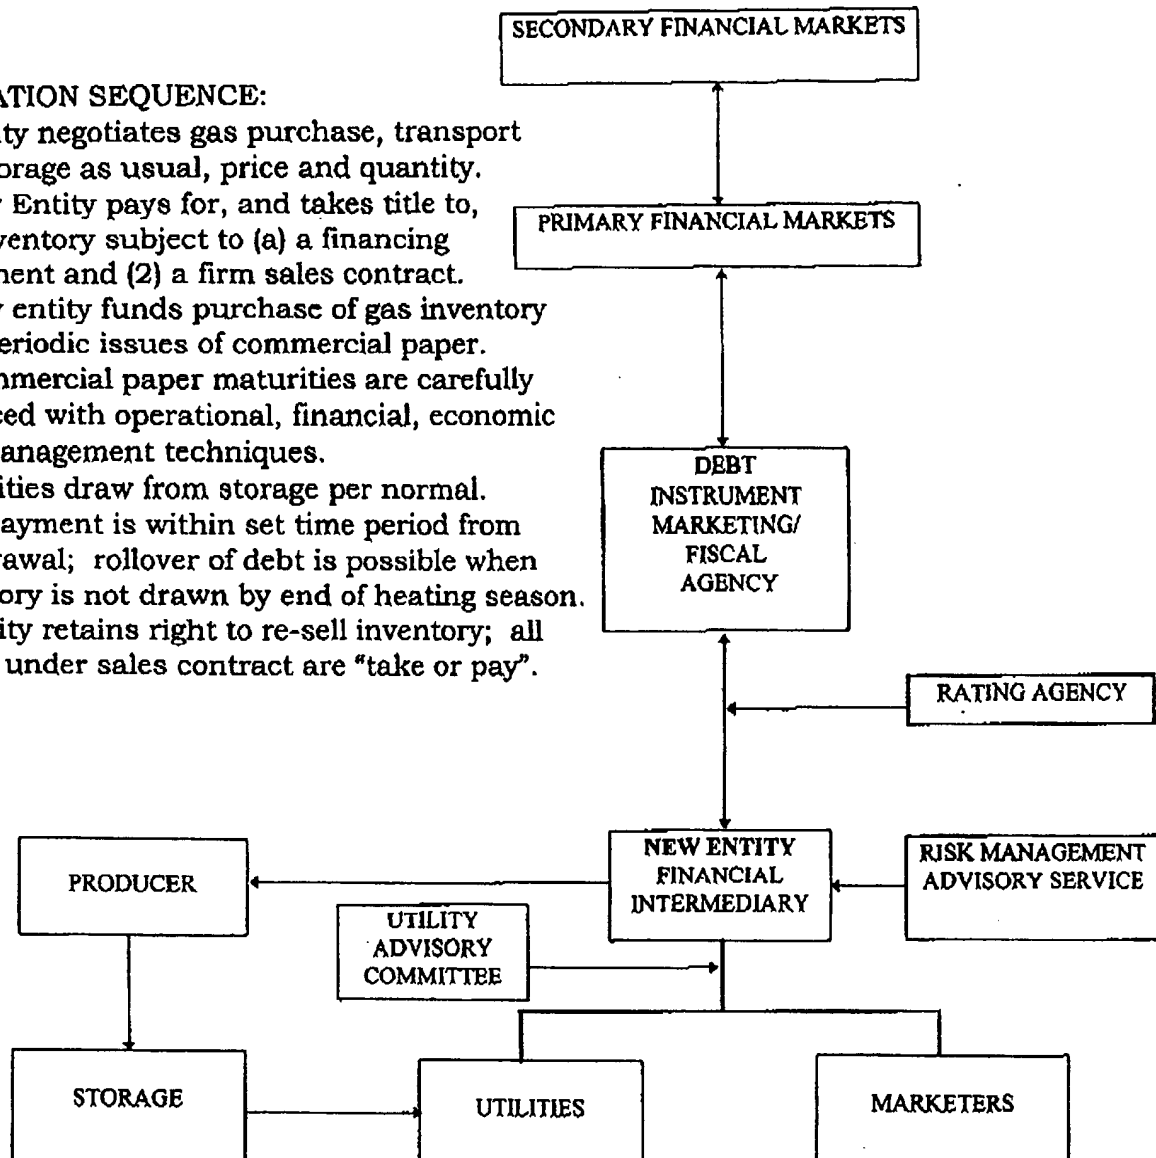 SECONDARY FINANCIAL MARKETS
ATION SEQUENCE:
ity negotiates gas purchase, transport
orage as usual, price and quantity.
Entity pays for, and takes title to,
ventory subject to (a) a financing
ment and (2) a firm sales contract.
entity funds purchase of gas inventory
eriodic issues of commercial paper.
mmercial paper maturities are carefully
ced with operational, financial, economic
anagement techniques.
ities draw from storage per normal.
ayment is within set time period from
rawal; rollover of debt is possible when
ory is not drawn by end of heating season.
ity retains right to re-sell inventory; all
under sales contract are "take or pay".
PRIMARY FINANCIAL MARKETS
DEBT
INSTRUMENT
MARKETING/
FISCAL
AGENCY
RATING AGENCY
NEW ENTITY
FINANCIAL
INTERMEDIARY
RISK MANAGEMENT
ADVISORY SERVICE
PRODUCER
UTILITY
ADVISORY
COMMITTEE
STORAGE
UTILITIES
MARKETERS